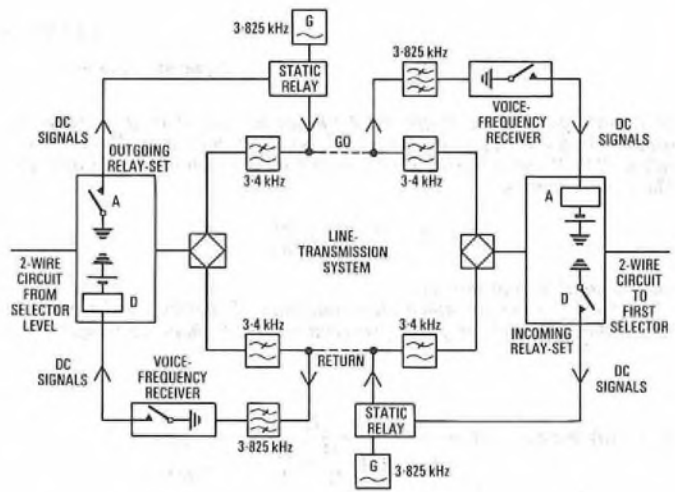 G
3·825 kHz
STATIC
RELAY
3·825 kHz
VOICE-
FREQUENCY
RECEIVER
DC
SIGNALS
DC
SIGNALS
OUTGOING
RELAY-SET
GO
3·4 kHz
3·4 kHz
A
A
LINE-
TRANSMISSION
SYSTEM
2-WIRE
CIRCUIT
FROM
SELECTOR
LEVEL
D
D
2-WIRE
CIRCUIT
TO
FIRST
SELECTOR
INCOMING
RELAY-SET
3·4 kHz
3·4 kHz
RETURN
DC
SIGNALS
VOICE-
FREQUENCY
RECEIVER
3·825 kHz
STATIC
RELAY
DC
SIGNALS
G
3·825 kHz